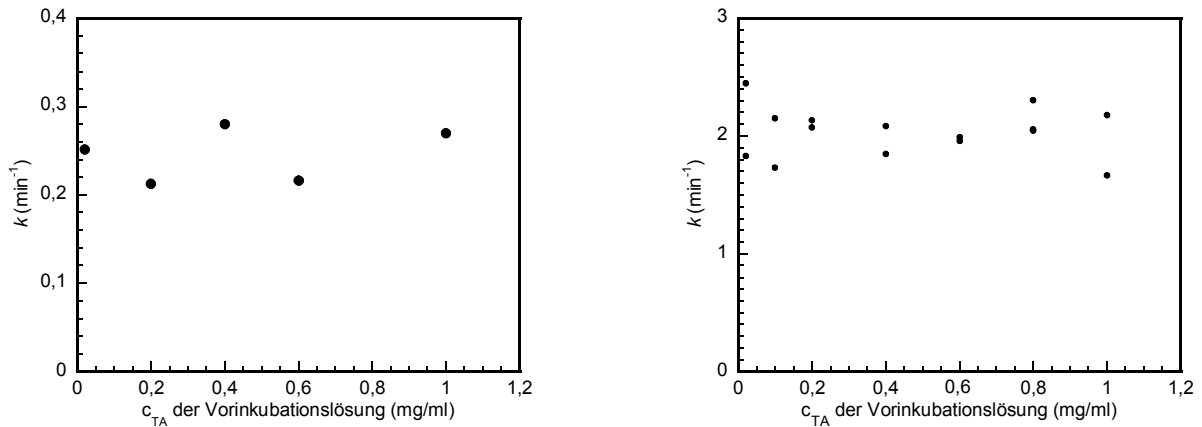 0,4
0,3
0,2
0,1
0
k (min⁻¹)
0 0,2 0,4 0,6 0,8 1 1,2
c_TA der Vorinkubationslösung (mg/ml)
3
2
1
0
k (min⁻¹)
0 0,2 0,4 0,6 0,8 1 1,2
c_TA der Vorinkubationslösung (mg/ml)